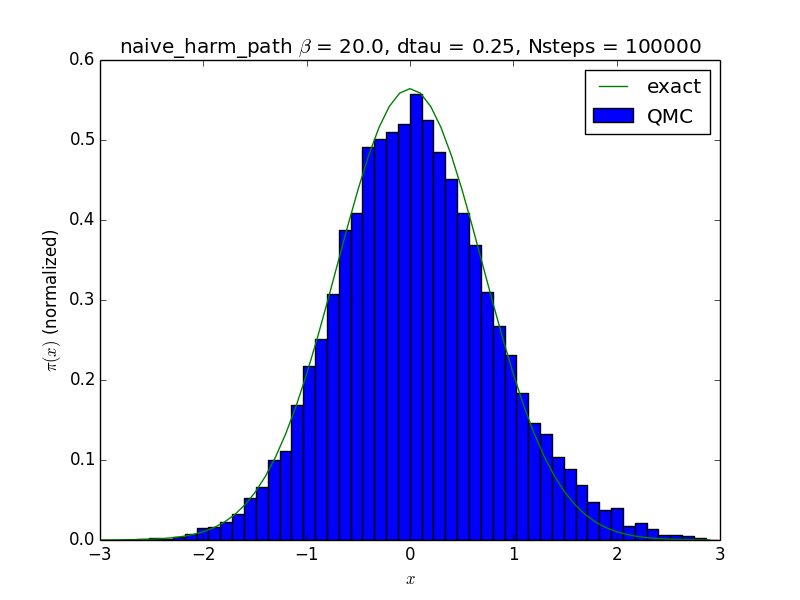 naive_harm_path β = 20.0, dtau = 0.25, Nsteps = 100000
exact
QMC
0.6
0.5
0.4
0.3
0.2
0.1
0.0
π(x) (normalized)
−3 −2 −1 0 1 2 3
x